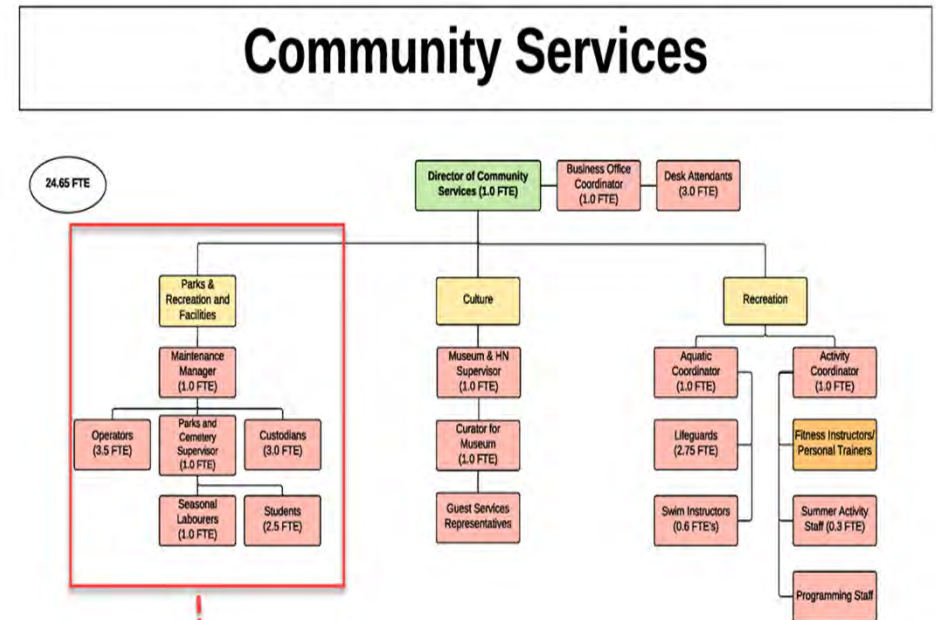 Community Services
24.65 FTE
Director of Community
Services (1.0 FTE)
Business Office
Coordinator
(1.0 FTE)
Desk Attendants
(3.0 FTE)
Parks &
Recreation and
Facilities
Culture
Recreation
Maintenance
Manager
(1.0 FTE)
Museum & HN
Supervisor
(1.0 FTE)
Aquatic
Coordinator
(1.0 FTE)
Activity
Coordinator
(1.0 FTE)
Operators
(3.5 FTE)
Parks and
Cemetery
Supervisor
(1.0 FTE)
Custodians
(3.0 FTE)
Curator for
Museum
(1.0 FTE)
Lifeguards
(2.75 FTE)
Fitness Instructors/
Personal Trainers
Seasonal
Labourers
(1.0 FTE)
Students
(2.5 FTE)
Guest Services
Representatives
Swim Instructors
(0.6 FTE's)
Summer Activity
Staff (0.3 FTE)
Programming Staff